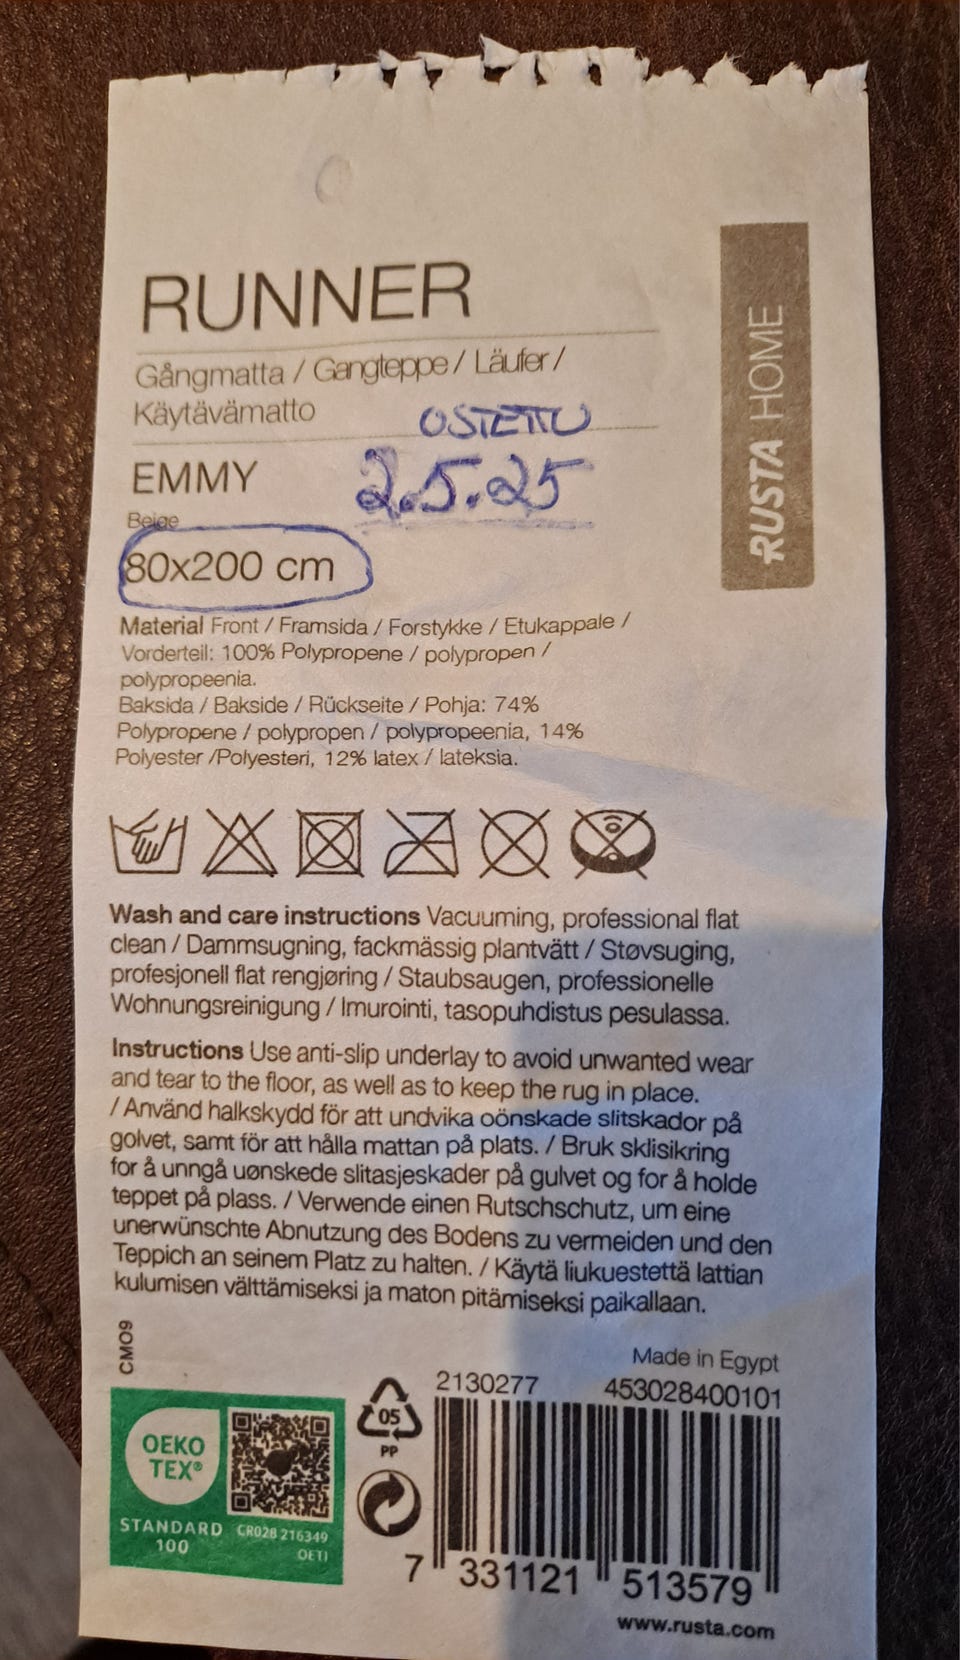 RUNNER
Gångmatta / Gangteppe / Läufer /
Käytävämatto
OSTETTU
EMMY
2.5.25
Beige
80x200 cm
RUSTA HOME
Material Front / Framsida / Forstykke / Etukappale /
Vorderteil: 100% Polypropene / polypropen /
polypropeenia.
Baksida / Bakside / Rückseite / Pohja: 74%
Polypropene / polypropen / polypropeenia, 14%
Polyester /Polyesteri, 12% latex / lateksia.
Wash and care instructions Vacuuming, professional flat
clean / Dammsugning, fackmässig plantvätt / Støvsuging,
profesjonell flat rengjøring / Staubsaugen, professionelle
Wohnungsreinigung / Imurointi, tasopuhdistus pesulassa.
Instructions Use anti-slip underlay to avoid unwanted wear
and tear to the floor, as well as to keep the rug in place.
/ Använd halkskydd för att undvika oönskade slitskador på
golvet, samt för att hålla mattan på plats. / Bruk sklisikring
for å unngå uønskede slitasjeskader på gulvet og for å holde
teppet på plass. / Verwende einen Rutschschutz, um eine
unerwünschte Abnutzung des Bodens zu vermeiden und den
Teppich an seinem Platz zu halten. / Käytä liukuestettä lattian
kulumisen välttämiseksi ja maton pitämiseksi paikallaan.
CMO9
Made in Egypt
2130277 453028400101
OEKO
TEX®
STANDARD
100
CR028 216349
OETI
05
PP
7 331121 513579
www.rusta.com